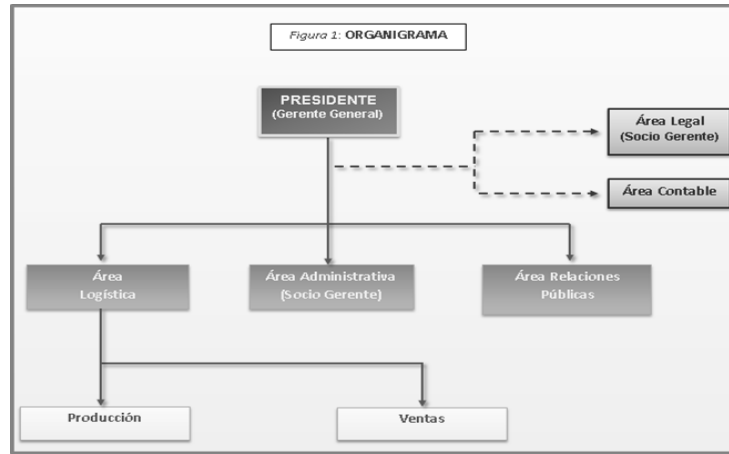 Figura 1: ORGANIGRAMA
PRESIDENTE
(Gerente General)
Área Legal
(Socio Gerente)
Área Contable
Área
Logística
Área Administrativa
(Socio Gerente)
Área Relaciones
Públicas
Producción
Ventas